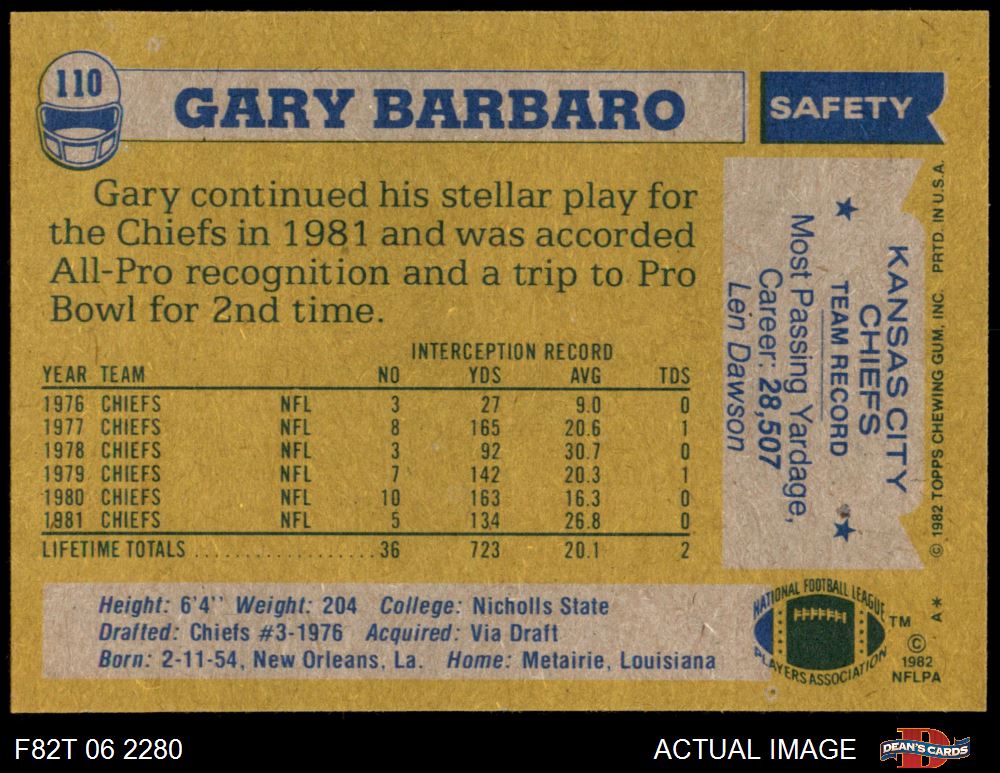 110
GARY BARBARO
SAFETY
Gary continued his stellar play for
the Chiefs in 1981 and was accorded
All-Pro recognition and a trip to Pro
Bowl for 2nd time.
INTERCEPTION RECORD
YEAR TEAM NO YDS AVG TDS
1976 CHIEFS NFL 3 27 9.0 0
1977 CHIEFS NFL 8 165 20.6 1
1978 CHIEFS NFL 3 92 30.7 0
1979 CHIEFS NFL 7 142 20.3 1
1980 CHIEFS NFL 10 163 16.3 0
1981 CHIEFS NFL 5 134 26.8 0
LIFETIME TOTALS .................... 36 723 20.1 2
KANSAS CITY
CHIEFS
TEAM RECORD
Most Passing Yardage,
Career: 28,507
Len Dawson
© 1982 TOPPS CHEWING GUM, INC. PRTD. IN U.S.A.
Height: 6'4" Weight: 204 College: Nicholls State
Drafted: Chiefs #3-1976 Acquired: Via Draft
Born: 2-11-54, New Orleans, La. Home: Metairie, Louisiana
NATIONAL FOOTBALL LEAGUE
PLAYERS ASSOCIATION
TM
A*
©
1982
NFLPA
F82T 06 2280
ACTUAL IMAGE
DEAN'S CARDS